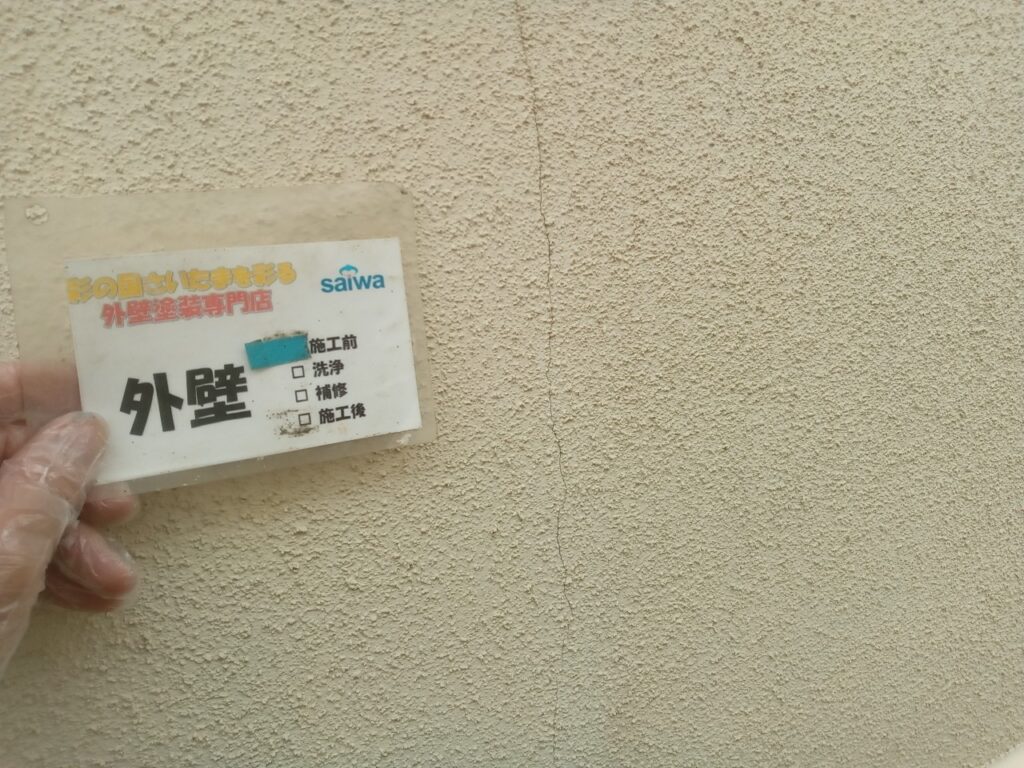 彩の国さいたまを彩る
外壁塗装専門店
saiwa
外壁
施工前
□ 洗浄
□ 補修
□ 施工後